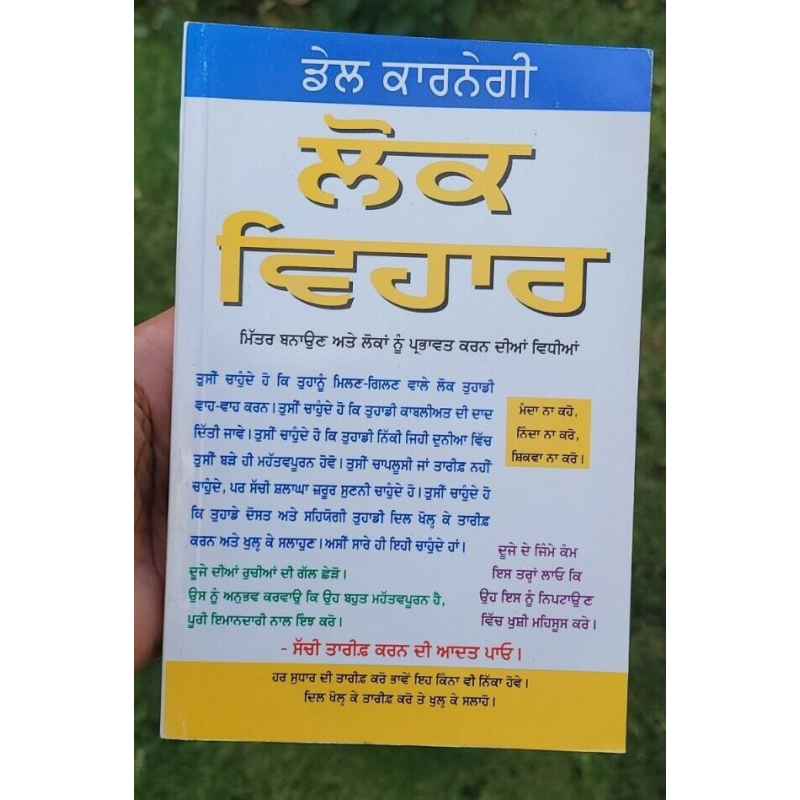 ਡੇਲ ਕਾਰਨੇਗੀ
ਲੋਕ
ਵਿਹਾਰ
ਮਿੱਤਰ ਬਨਾਉਣ ਅਤੇ ਲੋਕਾਂ ਨੂੰ ਪ੍ਰਭਾਵਤ ਕਰਨ ਦੀਆਂ ਵਿਧੀਆਂ
ਤੁਸੀਂ ਚਾਹੁੰਦੇ ਹੋ ਕਿ ਤੁਹਾਨੂੰ ਮਿਲਣ-ਗਿਲਣ ਵਾਲੇ ਲੋਕ ਤੁਹਾਡੀ
ਵਾਹ-ਵਾਹ ਕਰਨ। ਤੁਸੀਂ ਚਾਹੁੰਦੇ ਹੋ ਕਿ ਤੁਹਾਡੀ ਕਾਬਲੀਅਤ ਦੀ ਦਾਦ
ਦਿੱਤੀ ਜਾਵੇ। ਤੁਸੀਂ ਚਾਹੁੰਦੇ ਹੋ ਕਿ ਤੁਹਾਡੀ ਨਿੱਕੀ ਜਿਹੀ ਦੁਨੀਆ ਵਿੱਚ
ਤੁਸੀਂ ਬੜੇ ਹੀ ਮਹੱਤਵਪੂਰਨ ਹੋਵੋ। ਤੁਸੀਂ ਚਾਪਲੂਸੀ ਜਾਂ ਤਾਰੀਫ਼ ਨਹੀਂ
ਚਾਹੁੰਦੇ, ਪਰ ਸੱਚੀ ਸ਼ਲਾਘਾ ਜ਼ਰੂਰ ਸੁਣਨੀ ਚਾਹੁੰਦੇ ਹੋ। ਤੁਸੀਂ ਚਾਹੁੰਦੇ ਹੋ
ਕਿ ਤੁਹਾਡੇ ਦੋਸਤ ਅਤੇ ਸਹਿਯੋਗੀ ਤੁਹਾਡੀ ਦਿਲ ਖੋਲ੍ਹ ਕੇ ਤਾਰੀਫ਼
ਕਰਨ ਅਤੇ ਖੁਲ੍ਹ ਕੇ ਸਲਾਹੁਣ। ਅਸੀਂ ਸਾਰੇ ਹੀ ਇਹੀ ਚਾਹੁੰਦੇ ਹਾਂ।
ਮੰਦਾ ਨਾ ਕਹੋ,
ਨਿੰਦਾ ਨਾ ਕਰੋ,
ਸ਼ਿਕਵਾ ਨਾ ਕਰੋ।
ਦੂਜੇ ਦੀਆਂ ਰੁਚੀਆਂ ਦੀ ਗੱਲ ਛੇੜੋ।
ਉਸ ਨੂੰ ਅਨੁਭਵ ਕਰਵਾਉ ਕਿ ਉਹ ਬਹੁਤ ਮਹੱਤਵਪੂਰਨ ਹੈ,
ਪੂਰੀ ਇਮਾਨਦਾਰੀ ਨਾਲ ਇੰਝ ਕਰੋ।
ਦੂਜੇ ਦੇ ਜਿੰਮੇ ਕੰਮ
ਇਸ ਤਰ੍ਹਾਂ ਲਾਓ ਕਿ
ਉਹ ਇਸ ਨੂੰ ਨਿਪਟਾਉਣ
ਵਿੱਚ ਖੁਸ਼ੀ ਮਹਿਸੂਸ ਕਰੇ।
- ਸੱਚੀ ਤਾਰੀਫ਼ ਕਰਨ ਦੀ ਆਦਤ ਪਾਓ।
ਹਰ ਸੁਧਾਰ ਦੀ ਤਾਰੀਫ਼ ਕਰੋ ਭਾਵੇਂ ਇਹ ਕਿੰਨਾ ਵੀ ਨਿੱਕਾ ਹੋਵੇ।
ਦਿਲ ਖੋਲ੍ਹ ਕੇ ਤਾਰੀਫ਼ ਕਰੋ ਤੇ ਖੁਲ੍ਹ ਕੇ ਸਲਾਹੋ।